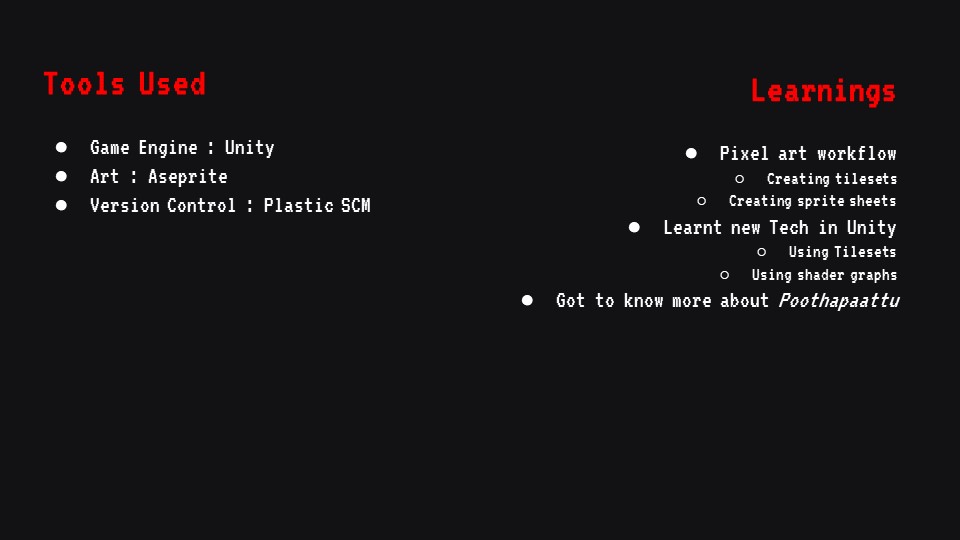 Tools Used
● Game Engine : Unity
● Art : Aseprite
● Version Control : Plastic SCM
Learnings
● Pixel art workflow
○ Creating tilesets
○ Creating sprite sheets
● Learnt new Tech in Unity
○ Using Tilesets
○ Using shader graphs
● Got to know more about Poothapaattu